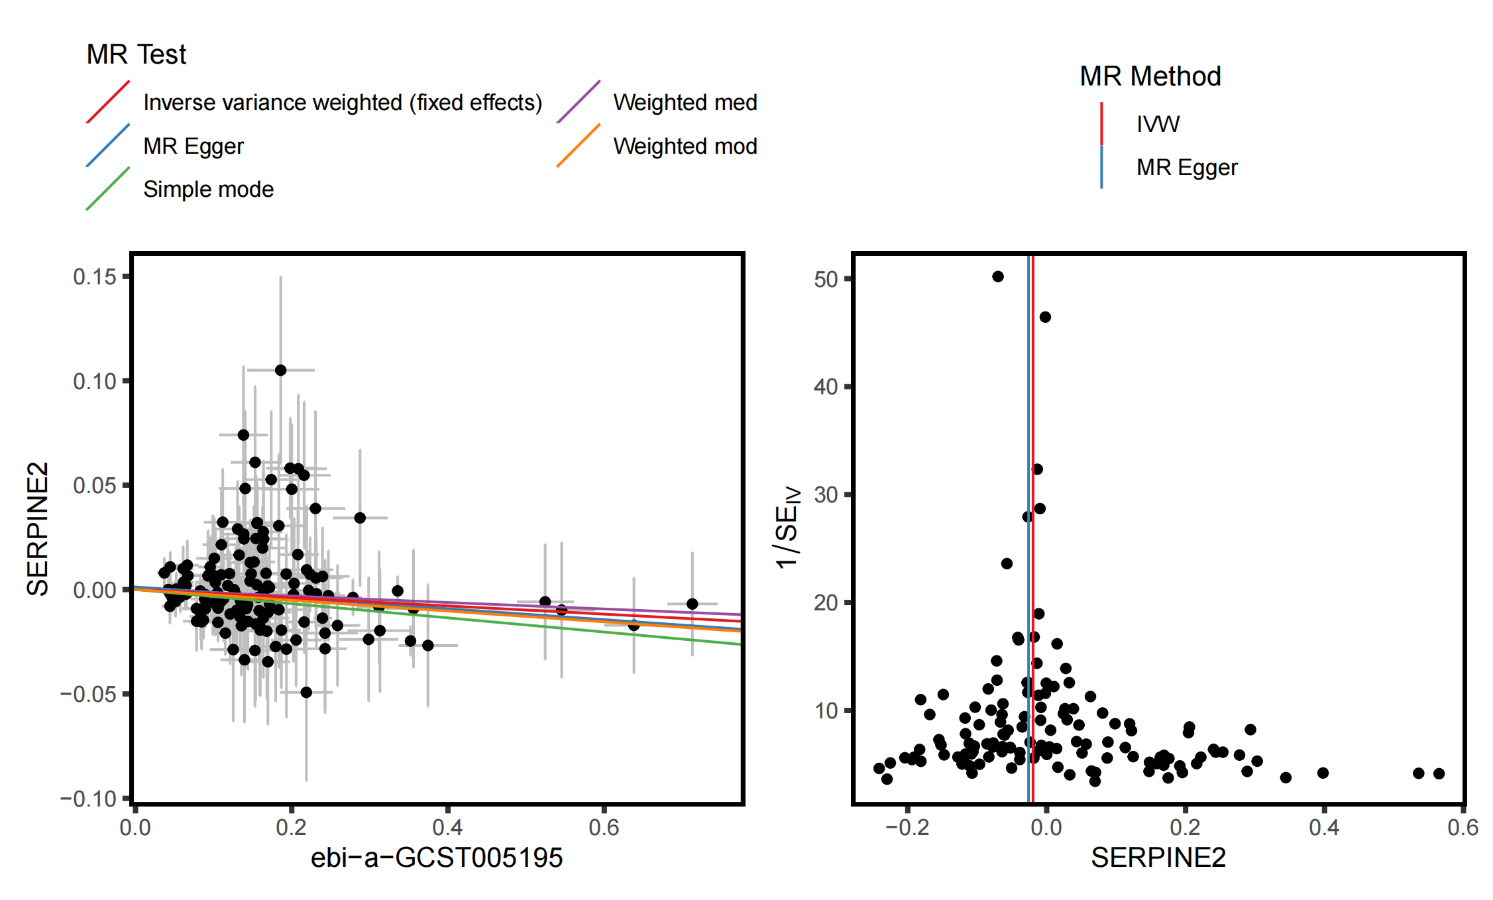 MR Test
Inverse variance weighted (fixed effects)
Weighted med
MR Egger
Weighted mod
Simple mode
MR Method
IVW
MR Egger
0.15
0.10
0.05
0.00
−0.05
−0.10
SERPINE2
0.0
0.2
0.4
0.6
ebi−a−GCST005195
50
40
30
20
10
1/SEIV
−0.2
0.0
0.2
0.4
0.6
SERPINE2